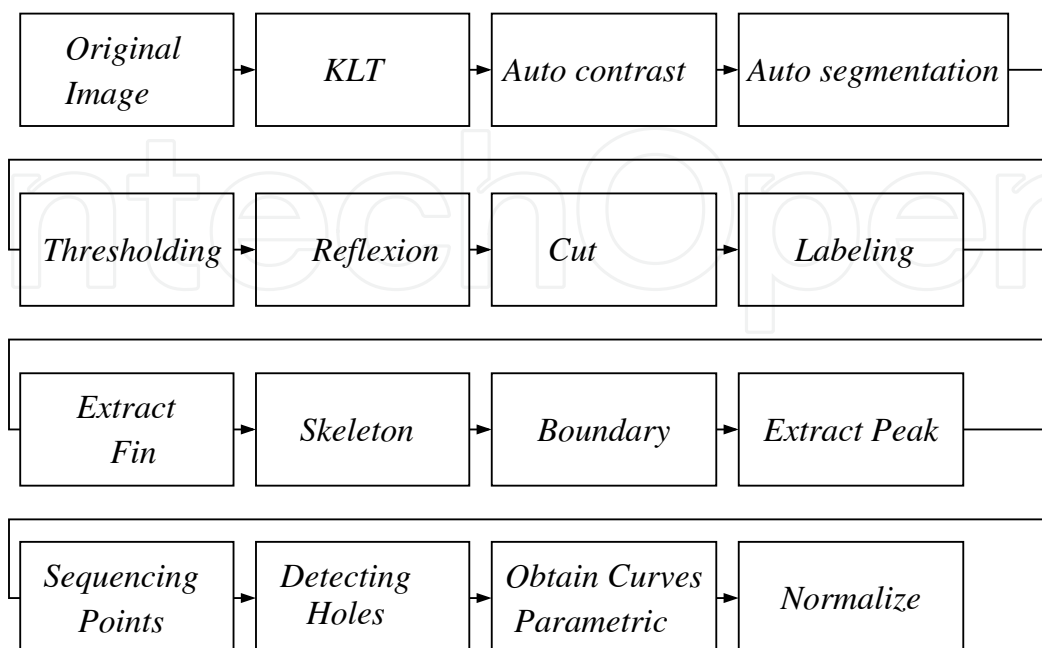 Original
Image
KLT
Auto contrast
Auto segmentation
Thresholding
Reflexion
Cut
Labeling
Extract
Fin
Skeleton
Boundary
Extract Peak
Sequencing
Points
Detecting
Holes
Obtain Curves
Parametric
Normalize
ntechOpen